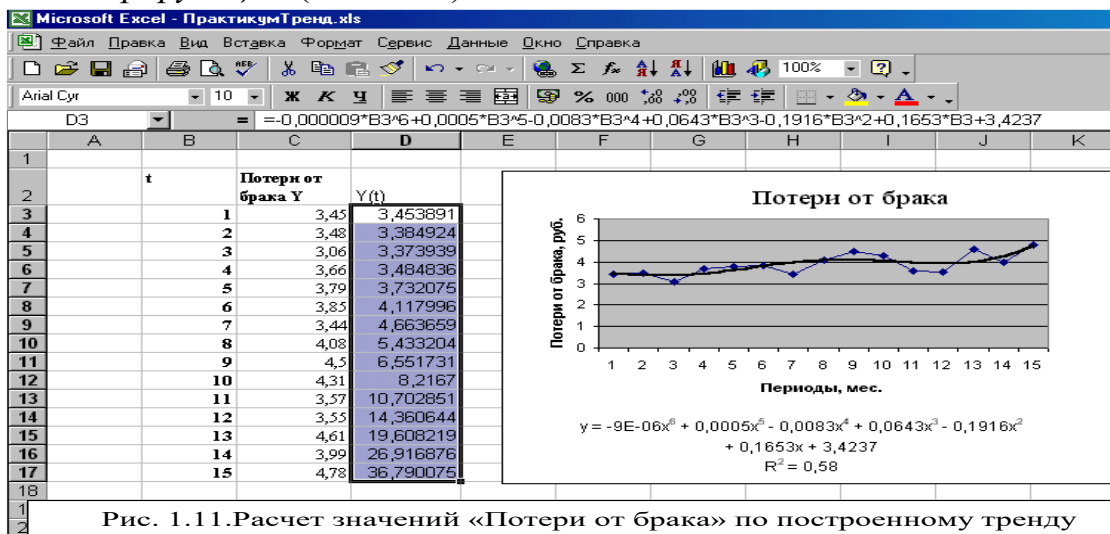 Microsoft Excel - ПрактикумТренд.xls
Файл Правка Вид Вставка Формат Сервис Данные Окно Справка
100%
Arial Cyr 10 Ж К Ч % 000
D3 = =-0,000009*B3^6+0,0005*B3^5-0,0083*B3^4+0,0643*B3^3-0,1916*B3^2+0,1653*B3+3,4237
A B C D E F G H I J K
1
2 t Потери от брака Y Y(t)
3 1 3,45 3,453891
4 2 3,48 3,384924
5 3 3,06 3,373939
6 4 3,66 3,484836
7 5 3,79 3,732075
8 6 3,85 4,117996
9 7 3,44 4,663659
10 8 4,08 5,433204
11 9 4,5 6,551731
12 10 4,31 8,2167
13 11 3,57 10,702851
14 12 3,55 14,360644
15 13 4,61 19,608219
16 14 3,99 26,916876
17 15 4,78 36,790075
18
Потери от брака
Потери от брака, руб.
6
5
4
3
2
1
0
1 2 3 4 5 6 7 8 9 10 11 12 13 14 15
Периоды, мес.
y = -9E-06x⁶ + 0,0005x⁵ - 0,0083x⁴ + 0,0643x³ - 0,1916x²
+ 0,1653x + 3,4237
R² = 0,58
Рис. 1.11.Расчет значений «Потери от брака» по построенному тренду